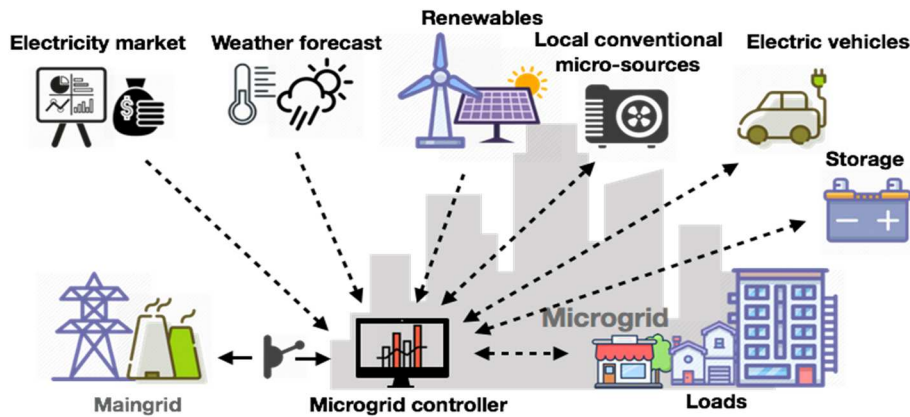 Renewables
Electricity market
Weather forecast
Local conventional
micro-sources
Electric vehicles
$
Storage
Microgrid
Maingrid
Microgrid controller
Loads